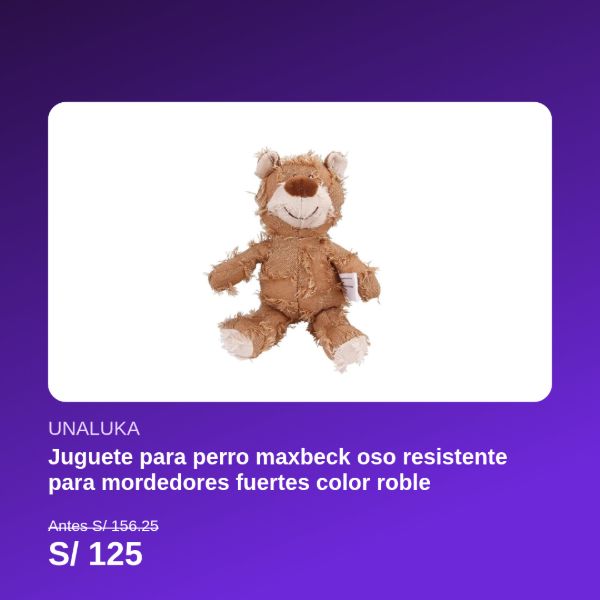 UNALUKA
Juguete para perro maxbeck oso resistente
para mordedores fuertes color roble
Antes S/ 156.25
S/ 125